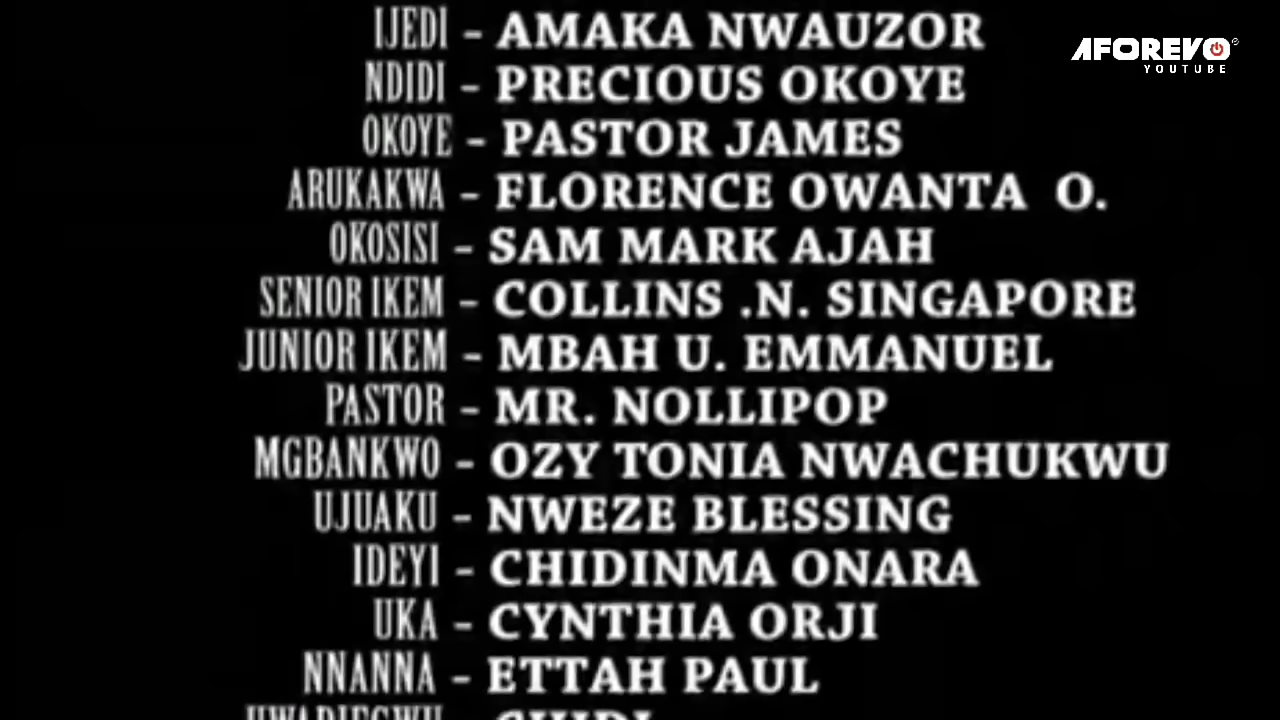 IJEDI – AMAKA NWAUZOR
NDIDI – PRECIOUS OKOYE
OKOYE – PASTOR JAMES
ARUKAKWA – FLORENCE OWANTA O.
OKOSISI – SAM MARK AJAH
SENIOR IKEM – COLLINS .N. SINGAPORE
JUNIOR IKEM – MBAH U. EMMANUEL
PASTOR – MR. NOLLIPOP
MGBANKWO – OZY TONIA NWACHUKWU
UJUAKU – NWEZE BLESSING
IDEYI – CHIDINMA ONARA
UKA – CYNTHIA ORJI
NNANNA – ETTAH PAUL
AFOREVO®
YOUTUBE